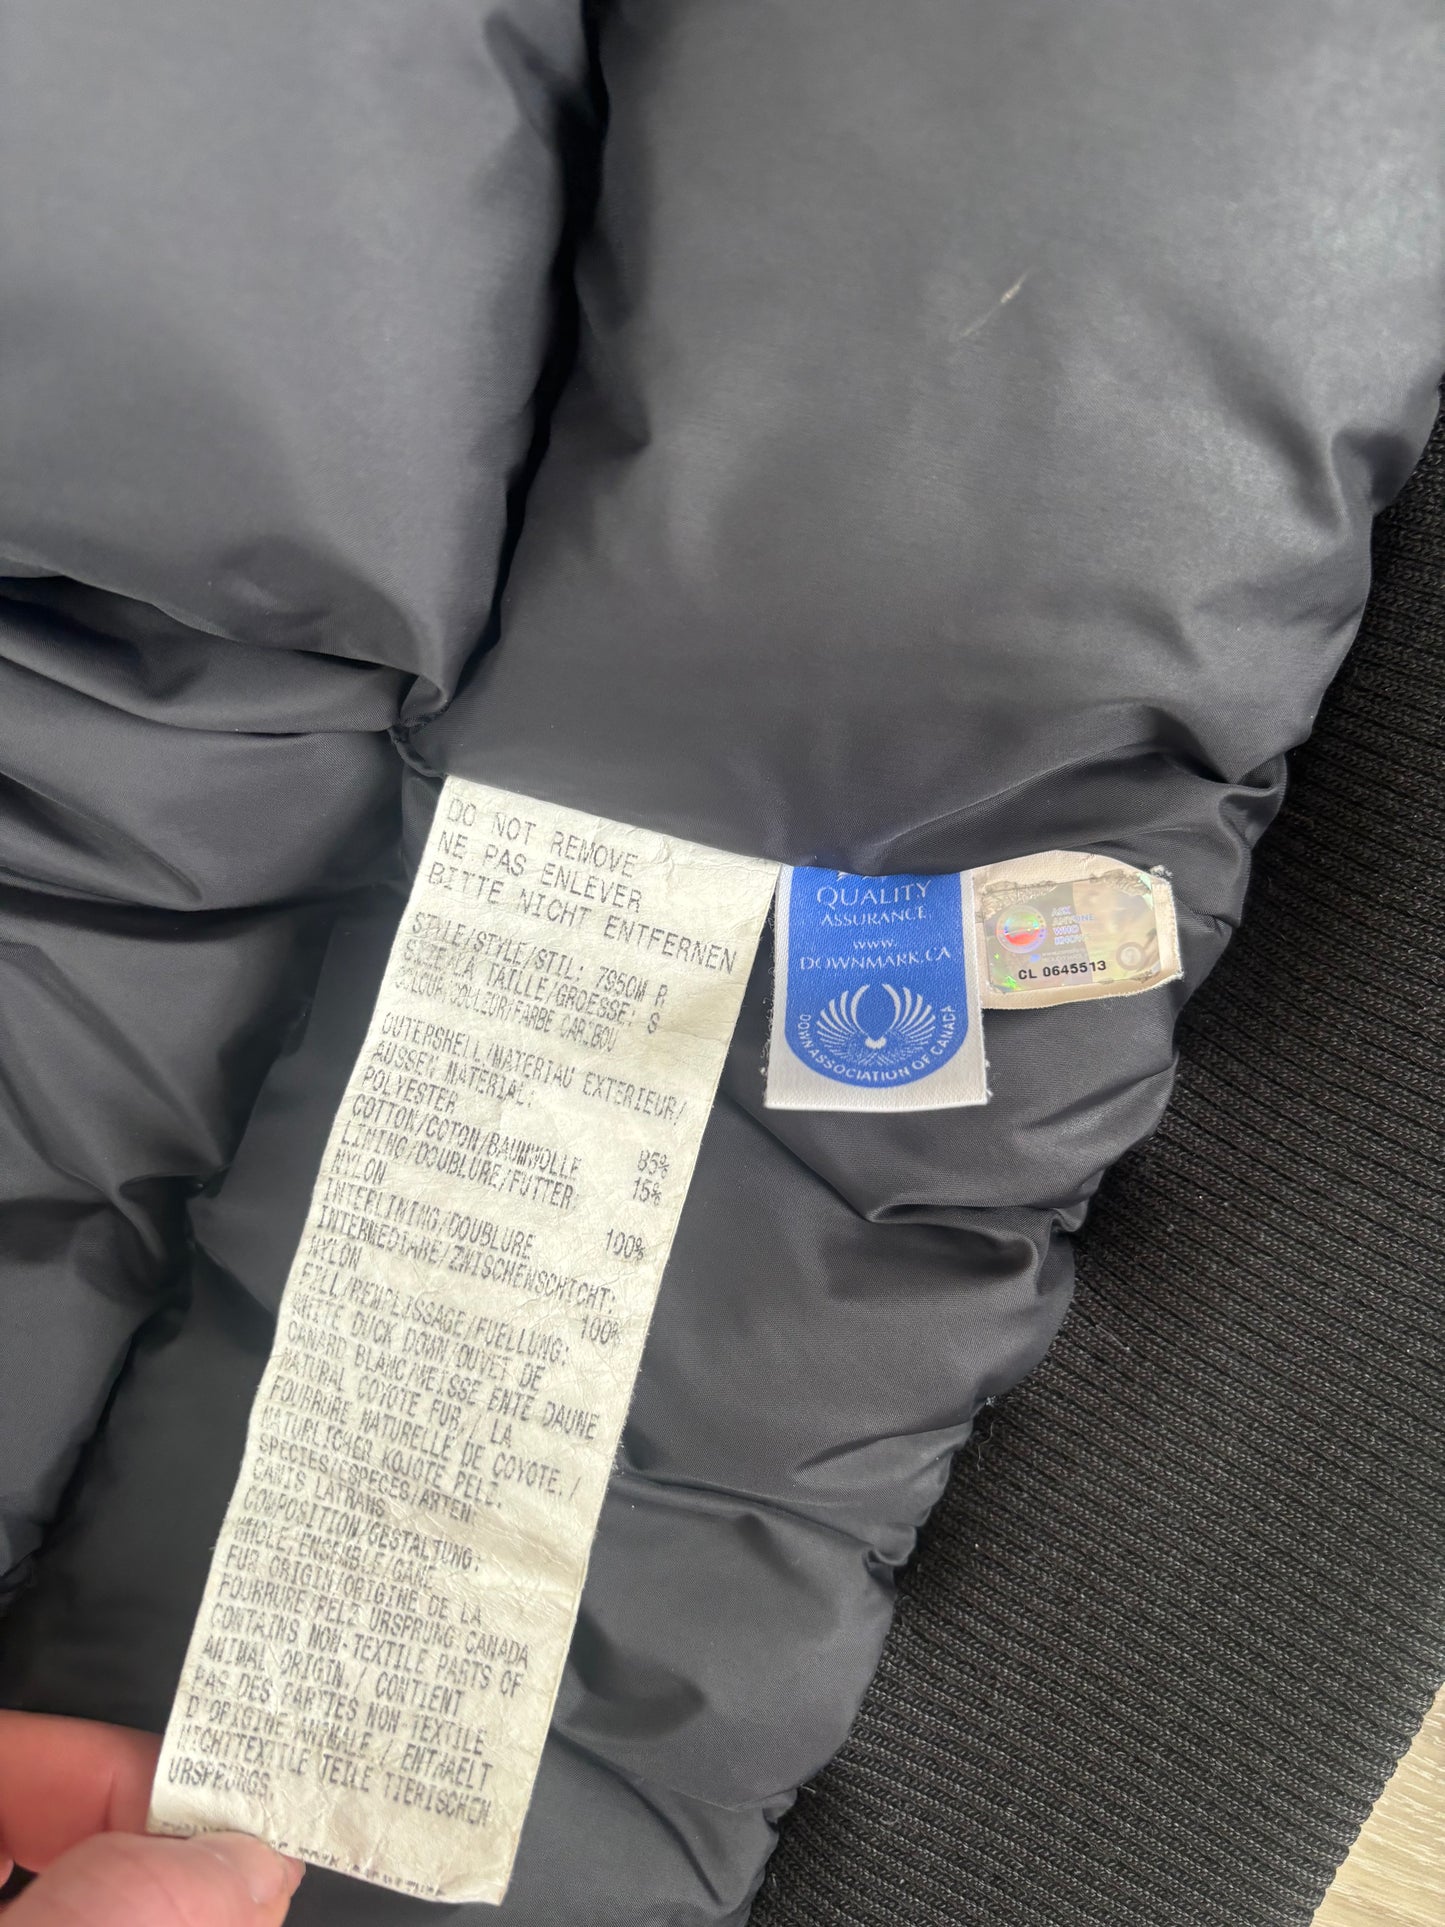 DO NOT REMOVE
NE PAS ENLEVER
BITTE NICHT ENTFERNEN
STYLE/STYLE/STIL: 7950M R
SIZE/LA TAILLE/GROESSE: S
COLOUR/COULEUR/FARBE CARIBOU
OUTERSHELL/MATERIAU EXTERIEUR/
AUSSEN MATERIAL:
POLYESTER 85%
COTTON/COTON/BAUMWOLLE 15%
LINING/DOUBLURE/FUTTER:
NYLON 100%
INTERLINING/DOUBLURE
INTERMEDIARE/ZWISCHENSCHICHT:
NYLON 100%
FILL/REMPLISSAGE/FUELLUNG:
WHITE DUCK DOWN/DUVET DE
CANARD BLANC/WEISSE ENTE DAUNE
NATURAL COYOTE FUR / LA
FOURRURE NATURELLE DE COYOTE./
NATURLICHER KOJOTE PELZ.
SPECIES/ESPECES/ARTEN:
CANIS LATRANS
COMPOSITION/GESTALTUNG:
WHOLE/ENSEMBLE/GANZ
FUR ORIGIN/ORIGINE DE LA
FOURRURE/PELZ URSPRUNG:CANADA
CONTAINS NON-TEXTILE PARTS OF
ANIMAL ORIGIN./ CONTIENT
PAS DES PARTIES NON-TEXTILE
D'ORIGINE ANIMALE / ENTHAELT
NICHTTEXTILE TEILE TIERISCHEN
URSPRUNGS.
QUALITY
ASSURANCE
www.
DOWNMARK.CA
DOWN ASSOCIATION OF CANADA
ASK
ANYONE
WHO
KNOWS
CL 0645513